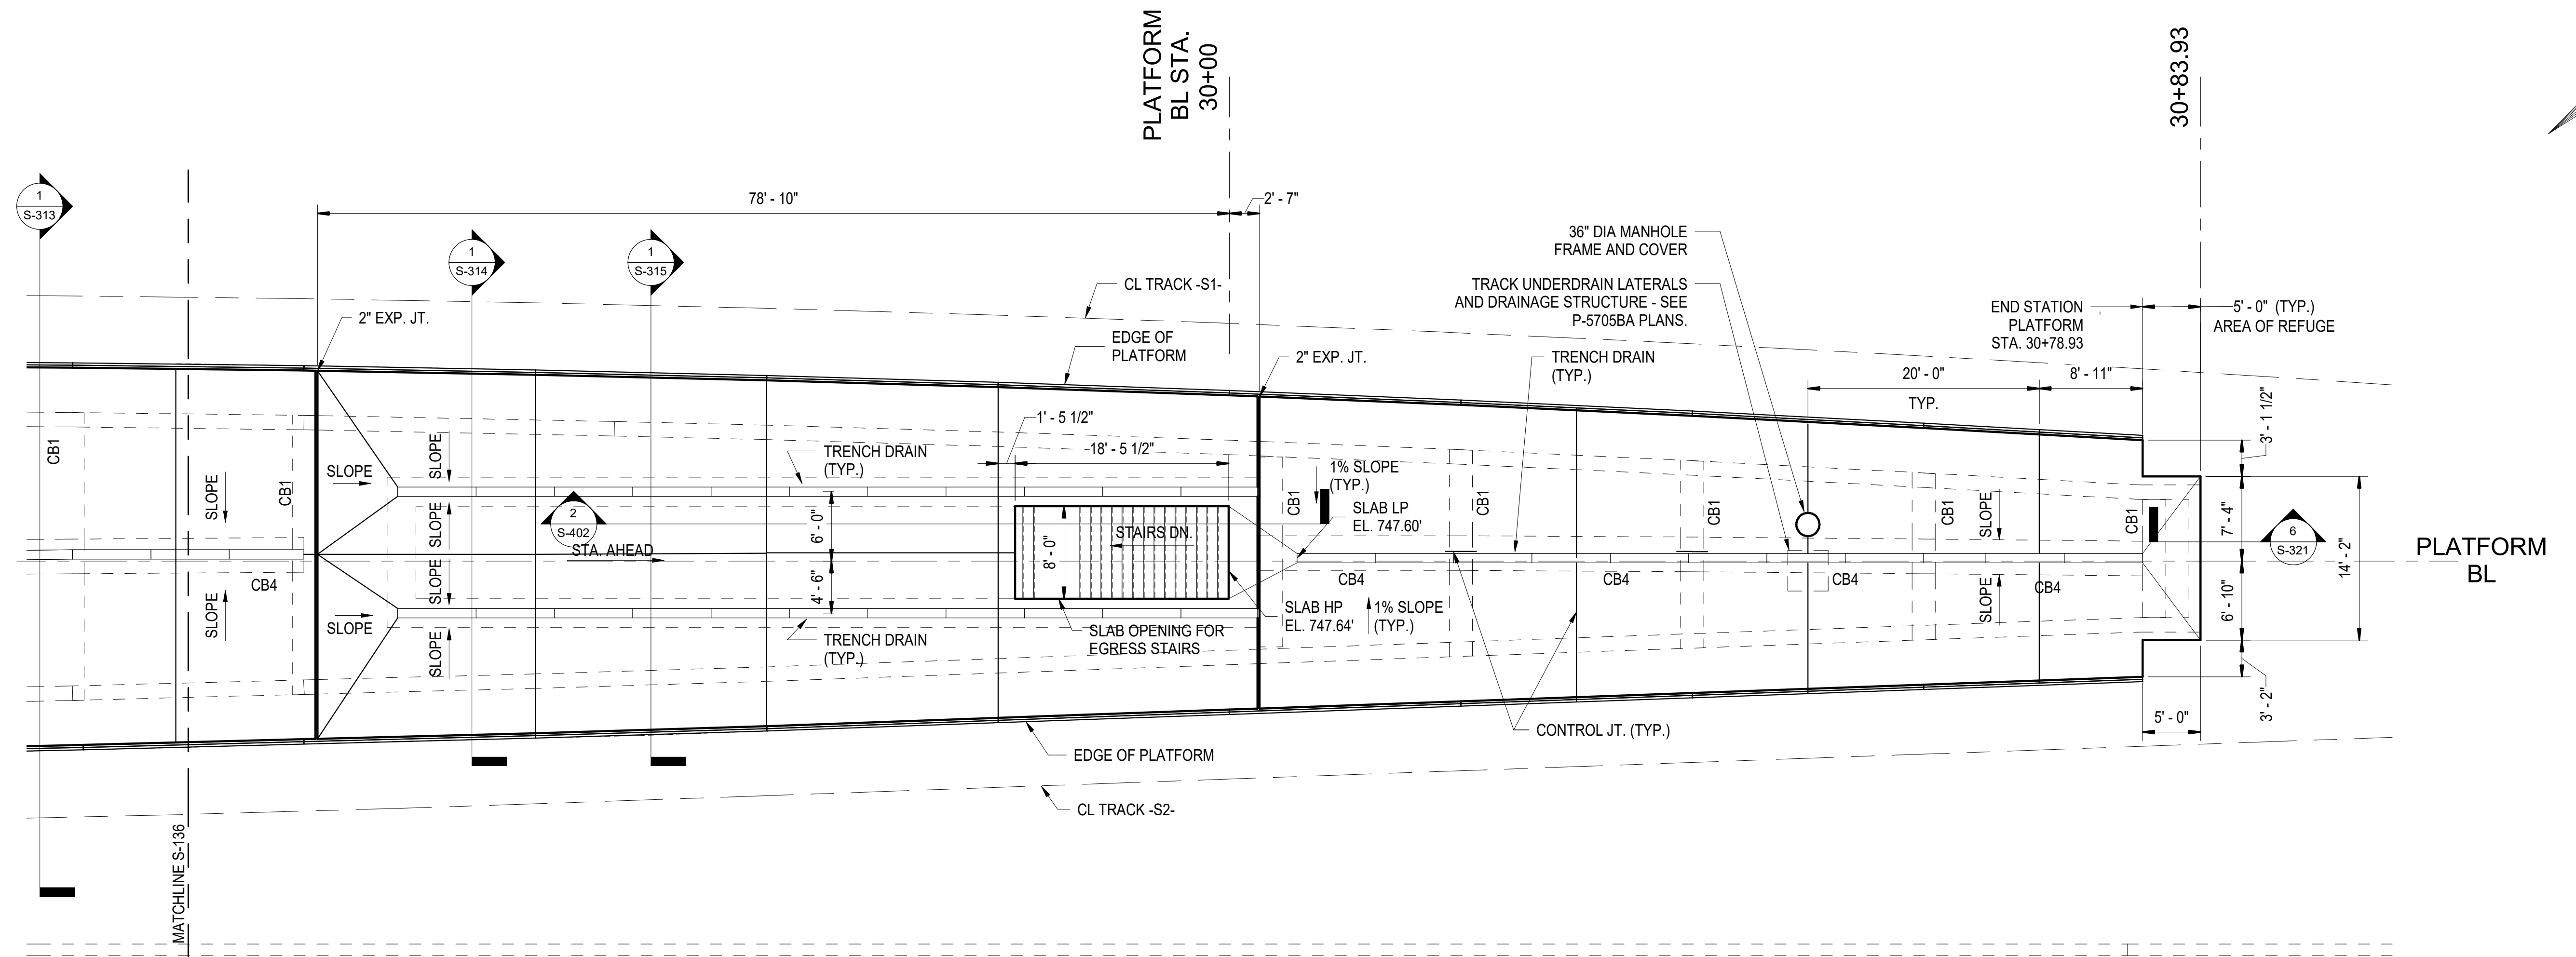 PLATFORM
BL STA.
30+00
30+83.93
1
S-313
78' - 10"
2' - 7"
1
S-314
1
S-315
36" DIA MANHOLE
FRAME AND COVER
CL TRACK -S1-
TRACK UNDERDRAIN LATERALS
AND DRAINAGE STRUCTURE - SEE
P-5705BA PLANS.
END STATION
PLATFORM
STA. 30+78.93
5' - 0" (TYP.)
AREA OF REFUGE
2" EXP. JT.
EDGE OF
PLATFORM
2" EXP. JT.
TRENCH DRAIN
(TYP.)
20' - 0"
TYP.
8' - 11"
3' - 1 1/2"
1' - 5 1/2"
18' - 5 1/2"
TRENCH DRAIN
(TYP.)
CB1
SLOPE
CB1
SLOPE
SLOPE
1% SLOPE
(TYP.)
CB1
CB1
CB1
CB1
CB1
SLOPE
SLAB LP
EL. 747.60'
2
S-402
SLOPE
6' - 0"
STAIRS DN.
STA. AHEAD
8' - 0"
7' - 4"
14' - 2"
6
S-321
PLATFORM
BL
CB4
SLOPE
SLOPE
SLOPE
SLOPE
4' - 6"
CB4
CB4
CB4
CB4
SLOPE
6' - 10"
SLAB HP
EL. 747.64'
1% SLOPE
(TYP.)
TRENCH DRAIN
(TYP.)
SLAB OPENING FOR
EGRESS STAIRS
3' - 2"
5' - 0"
CONTROL JT. (TYP.)
EDGE OF PLATFORM
CL TRACK -S2-
MATCHLINE S-136